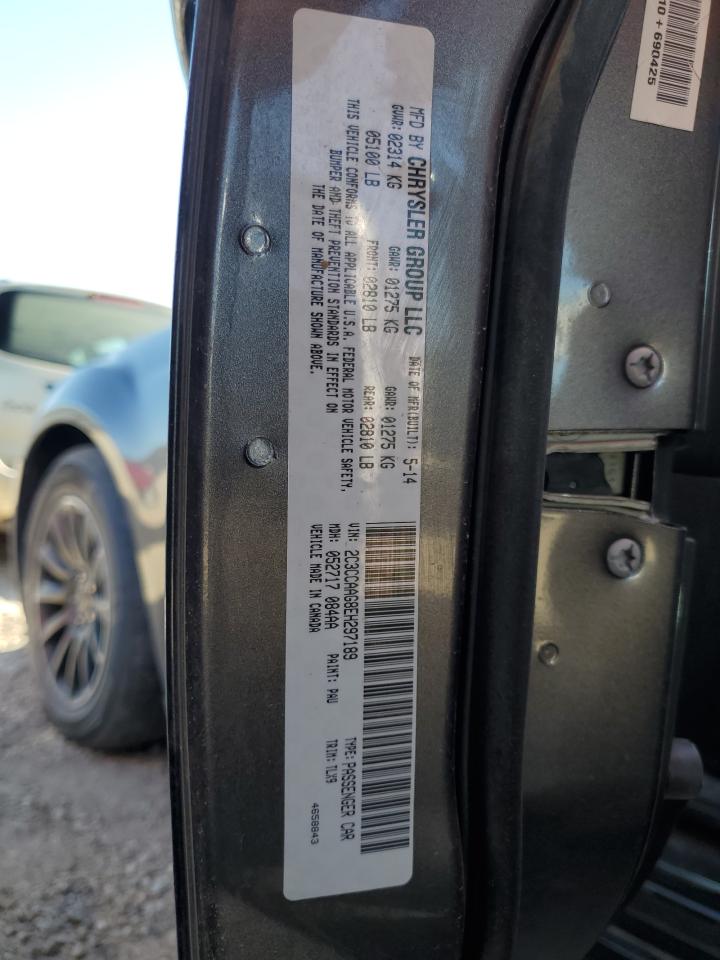 MFD BY CHRYSLER GROUP LLC DATE OF MFR(BUILT): 5-14
GVWR: 02314 KG GAWR: 01275 KG GAWR: 01275 KG
05100 LB FRONT: 02810 LB REAR: 02810 LB
THIS VEHICLE CONFORMS TO ALL APPLICABLE U.S.A. FEDERAL MOTOR VEHICLE SAFETY,
BUMPER AND THEFT PREVENTION STANDARDS IN EFFECT ON
THE DATE OF MANUFACTURE SHOWN ABOVE.
VIN: 2C3CCAAG8EH297189 TYPE: PASSENGER CAR
MDH: 052717 084AA PAINT: PAU TRIM: TLX9
VEHICLE MADE IN CANADA 4658843
10 + 690425